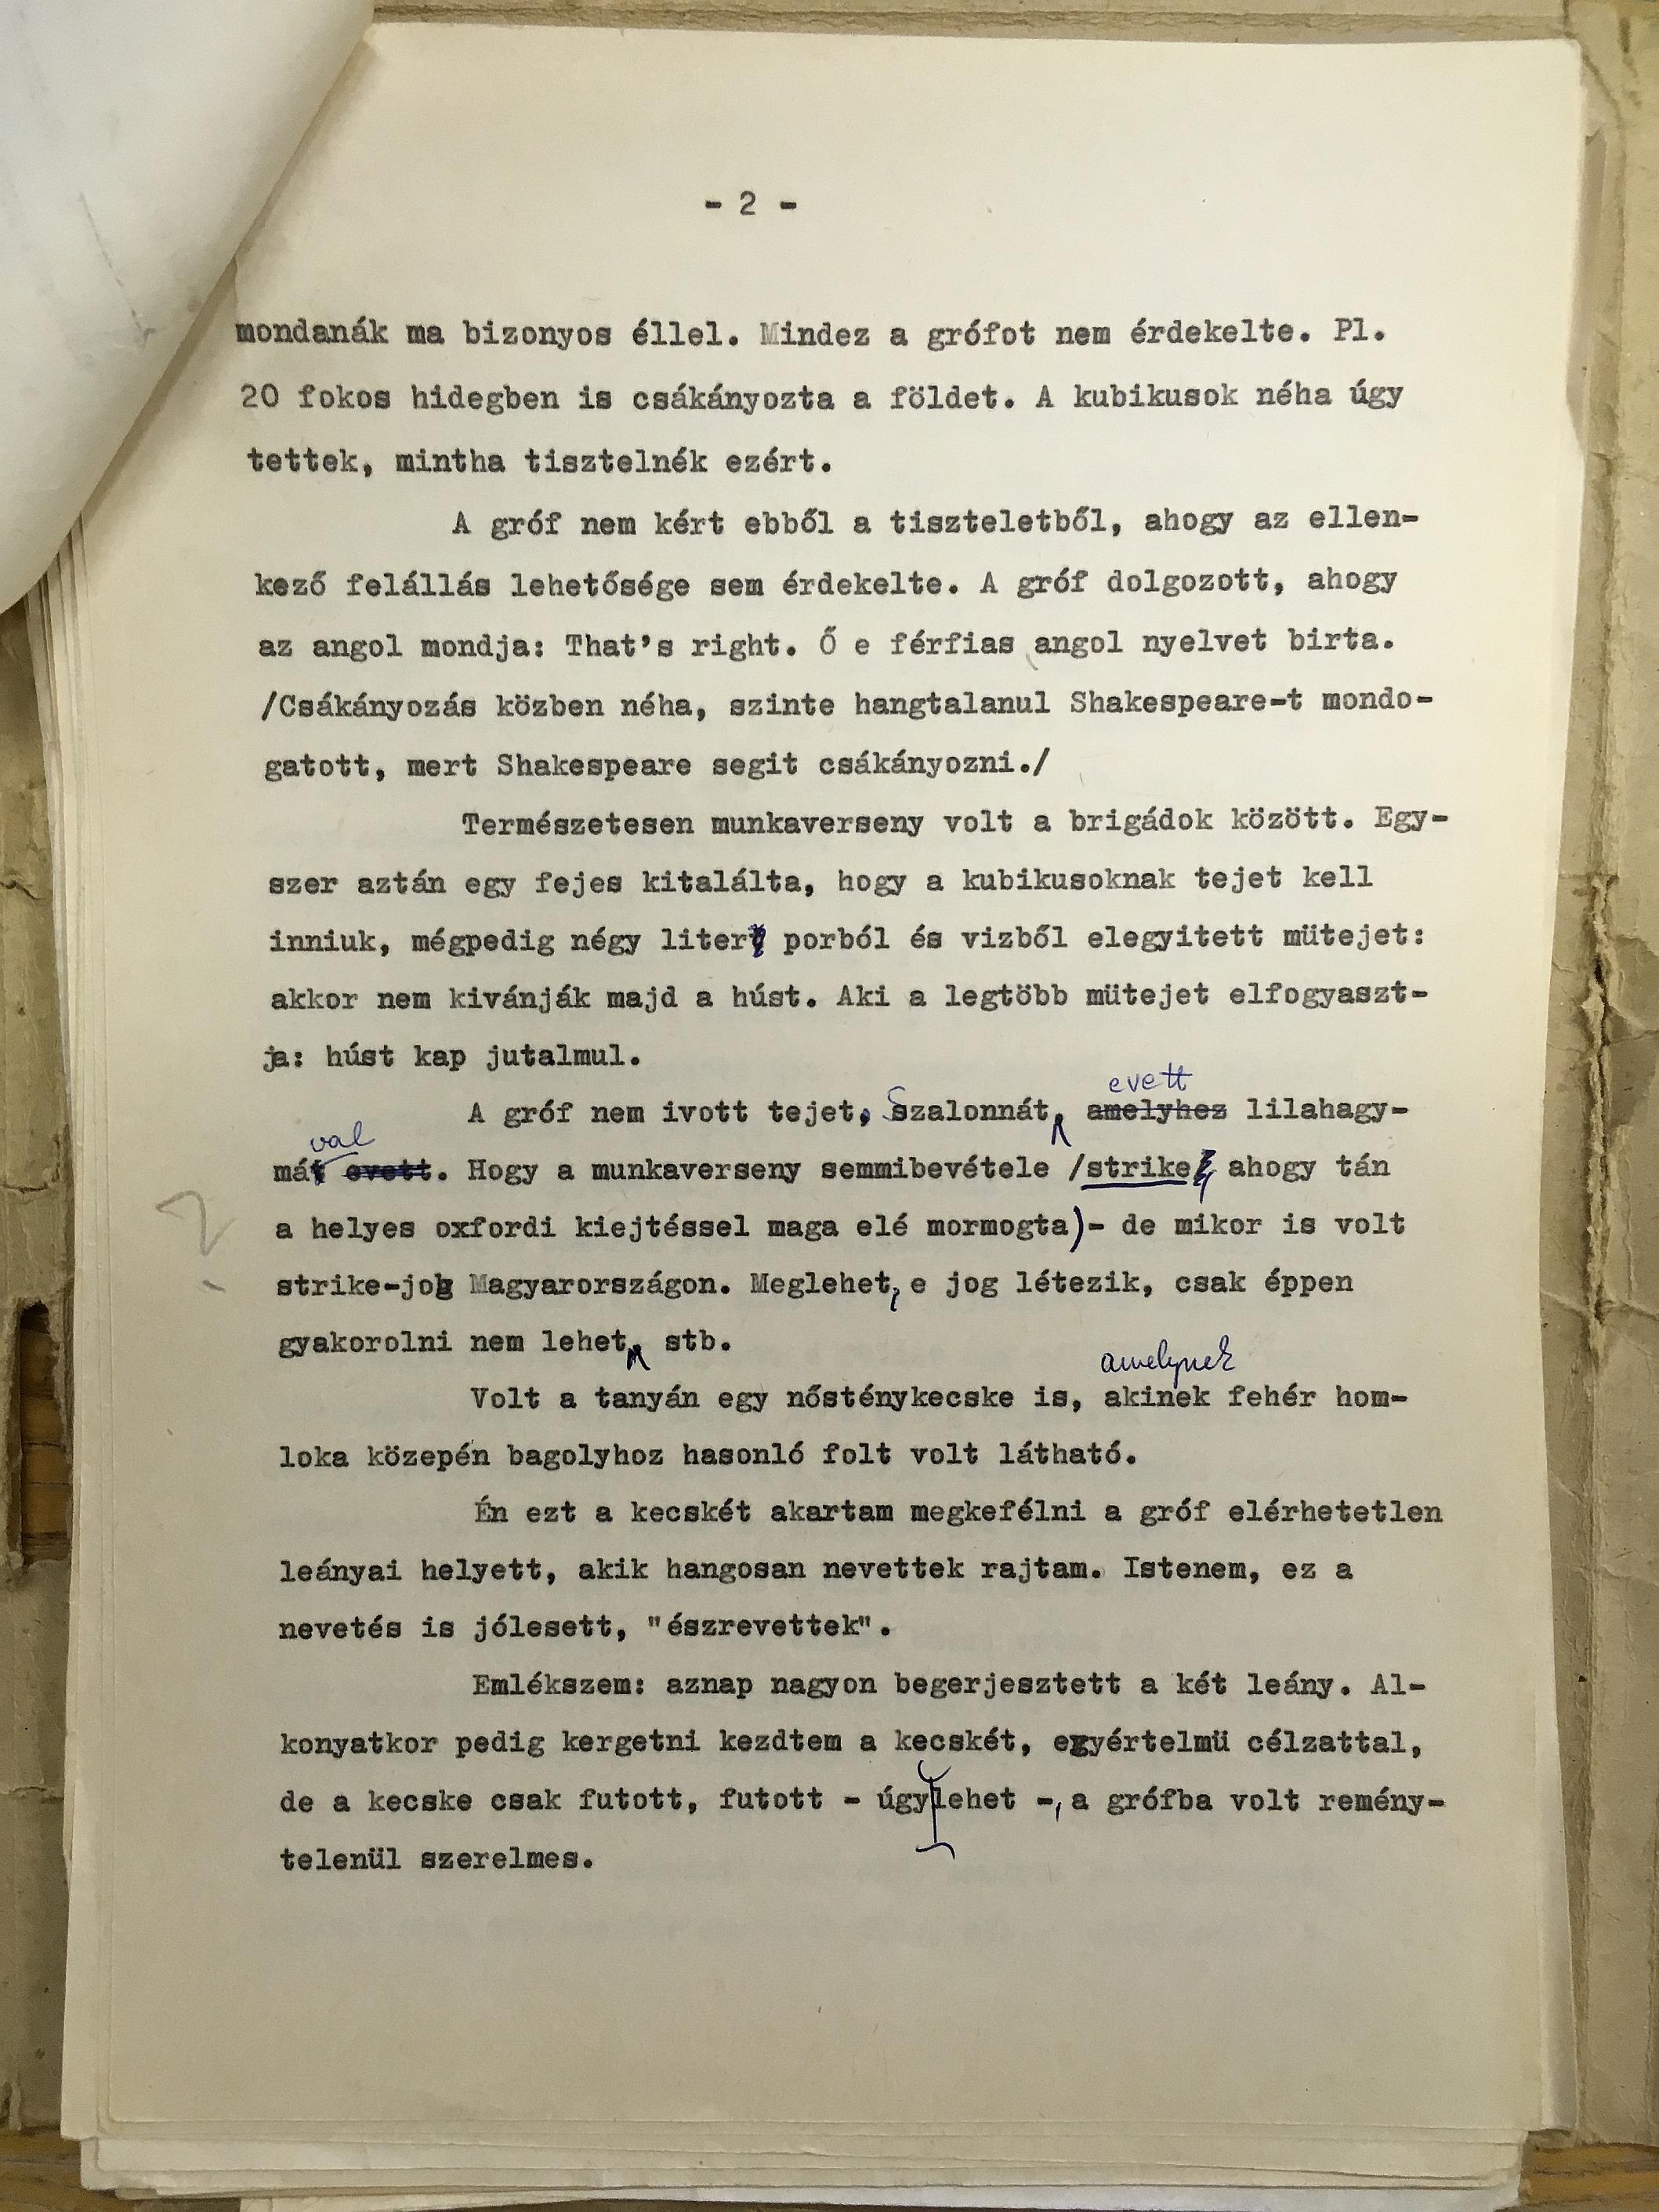 - 2 -
mondanák ma bizonyos éllel. Mindez a grófot nem érdekelte. Pl.
20 fokos hidegben is csákányozta a földet. A kubikusok néha úgy
tettek, mintha tisztelnék ezért.
A gróf nem kért ebből a tiszteletből, ahogy az ellen-
kező felállás lehetősége sem érdekelte. A gróf dolgozott, ahogy
az angol mondja: That's right. Ő e férfias angol nyelvet birta.
/Csákányozás közben néha, szinte hangtalanul Shakespeare-t mondo-
gatott, mert Shakespeare segit csákányozni./
Természetesen munkaverseny volt a brigádok között. Egy-
szer aztán egy fejes kitalálta, hogy a kubikusoknak tejet kell
inniuk, mégpedig négy liter porból és vizből elegyitett mütejet:
akkor nem kivánják majd a húst. Aki a legtöbb mütejet elfogyaszt-
ja: húst kap jutalmul.
evett
A gróf nem ivott tejet, Szalonnát, amelyhez lilahagy-
val
mát evett. Hogy a munkaverseny semmibevétele /strike, ahogy tán
a helyes oxfordi kiejtéssel maga elé mormogta)- de mikor is volt
strike-jog Magyarországon. Meglehet, e jog létezik, csak éppen
gyakorolni nem lehet, stb.
amelynek
Volt a tanyán egy nősténykecske is, akinek fehér hom-
loka közepén bagolyhoz hasonló folt volt látható.
Én ezt a kecskét akartam megkefélni a gróf elérhetetlen
leányai helyett, akik hangosan nevettek rajtam. Istenem, ez a
nevetés is jólesett, "észrevettek".
Emlékszem: aznap nagyon begerjesztett a két leány. Al-
konyatkor pedig kergetni kezdtem a kecskét, egyértelmü célzattal,
de a kecske csak futott, futott - úgy lehet -, a grófba volt remény-
telenül szerelmes.